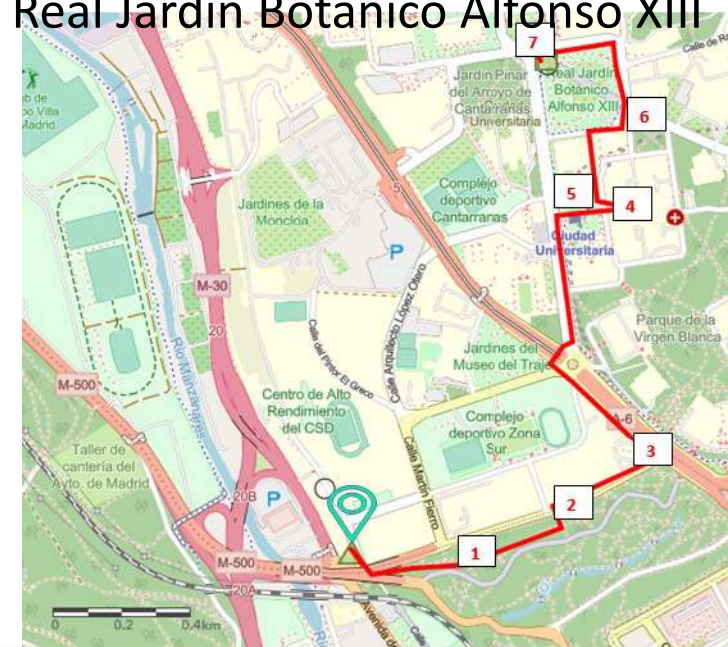 Real Jardín Botánico Alfonso XIII
7
Calle de
Jardín Pinar
del Arroyo de
Cantarranas
Universitaria
Real Jardín
Botánico
Alfonso XIII
6
Madrid
5
Complejo
deportivo
Cantarranas
5
4
Jardines de la
Moncloa
P
Ciudad
Universitaria
M-30
20
Río Manzanares
Calle Arquitecto López Otero
Calle del Pintor El Greco
Parque de la
Virgen Blanca
Jardines del
Museo del Traje
M-500
Centro de Alto
Rendimiento
del CSD
Complejo
deportivo Zona
Sur
A-6
3
Calle Martín Fierro
Taller de
cantería del
Ayto. de Madrid
20B
P
2
1
M-500
M-500
20A
0
0.2
0.4km